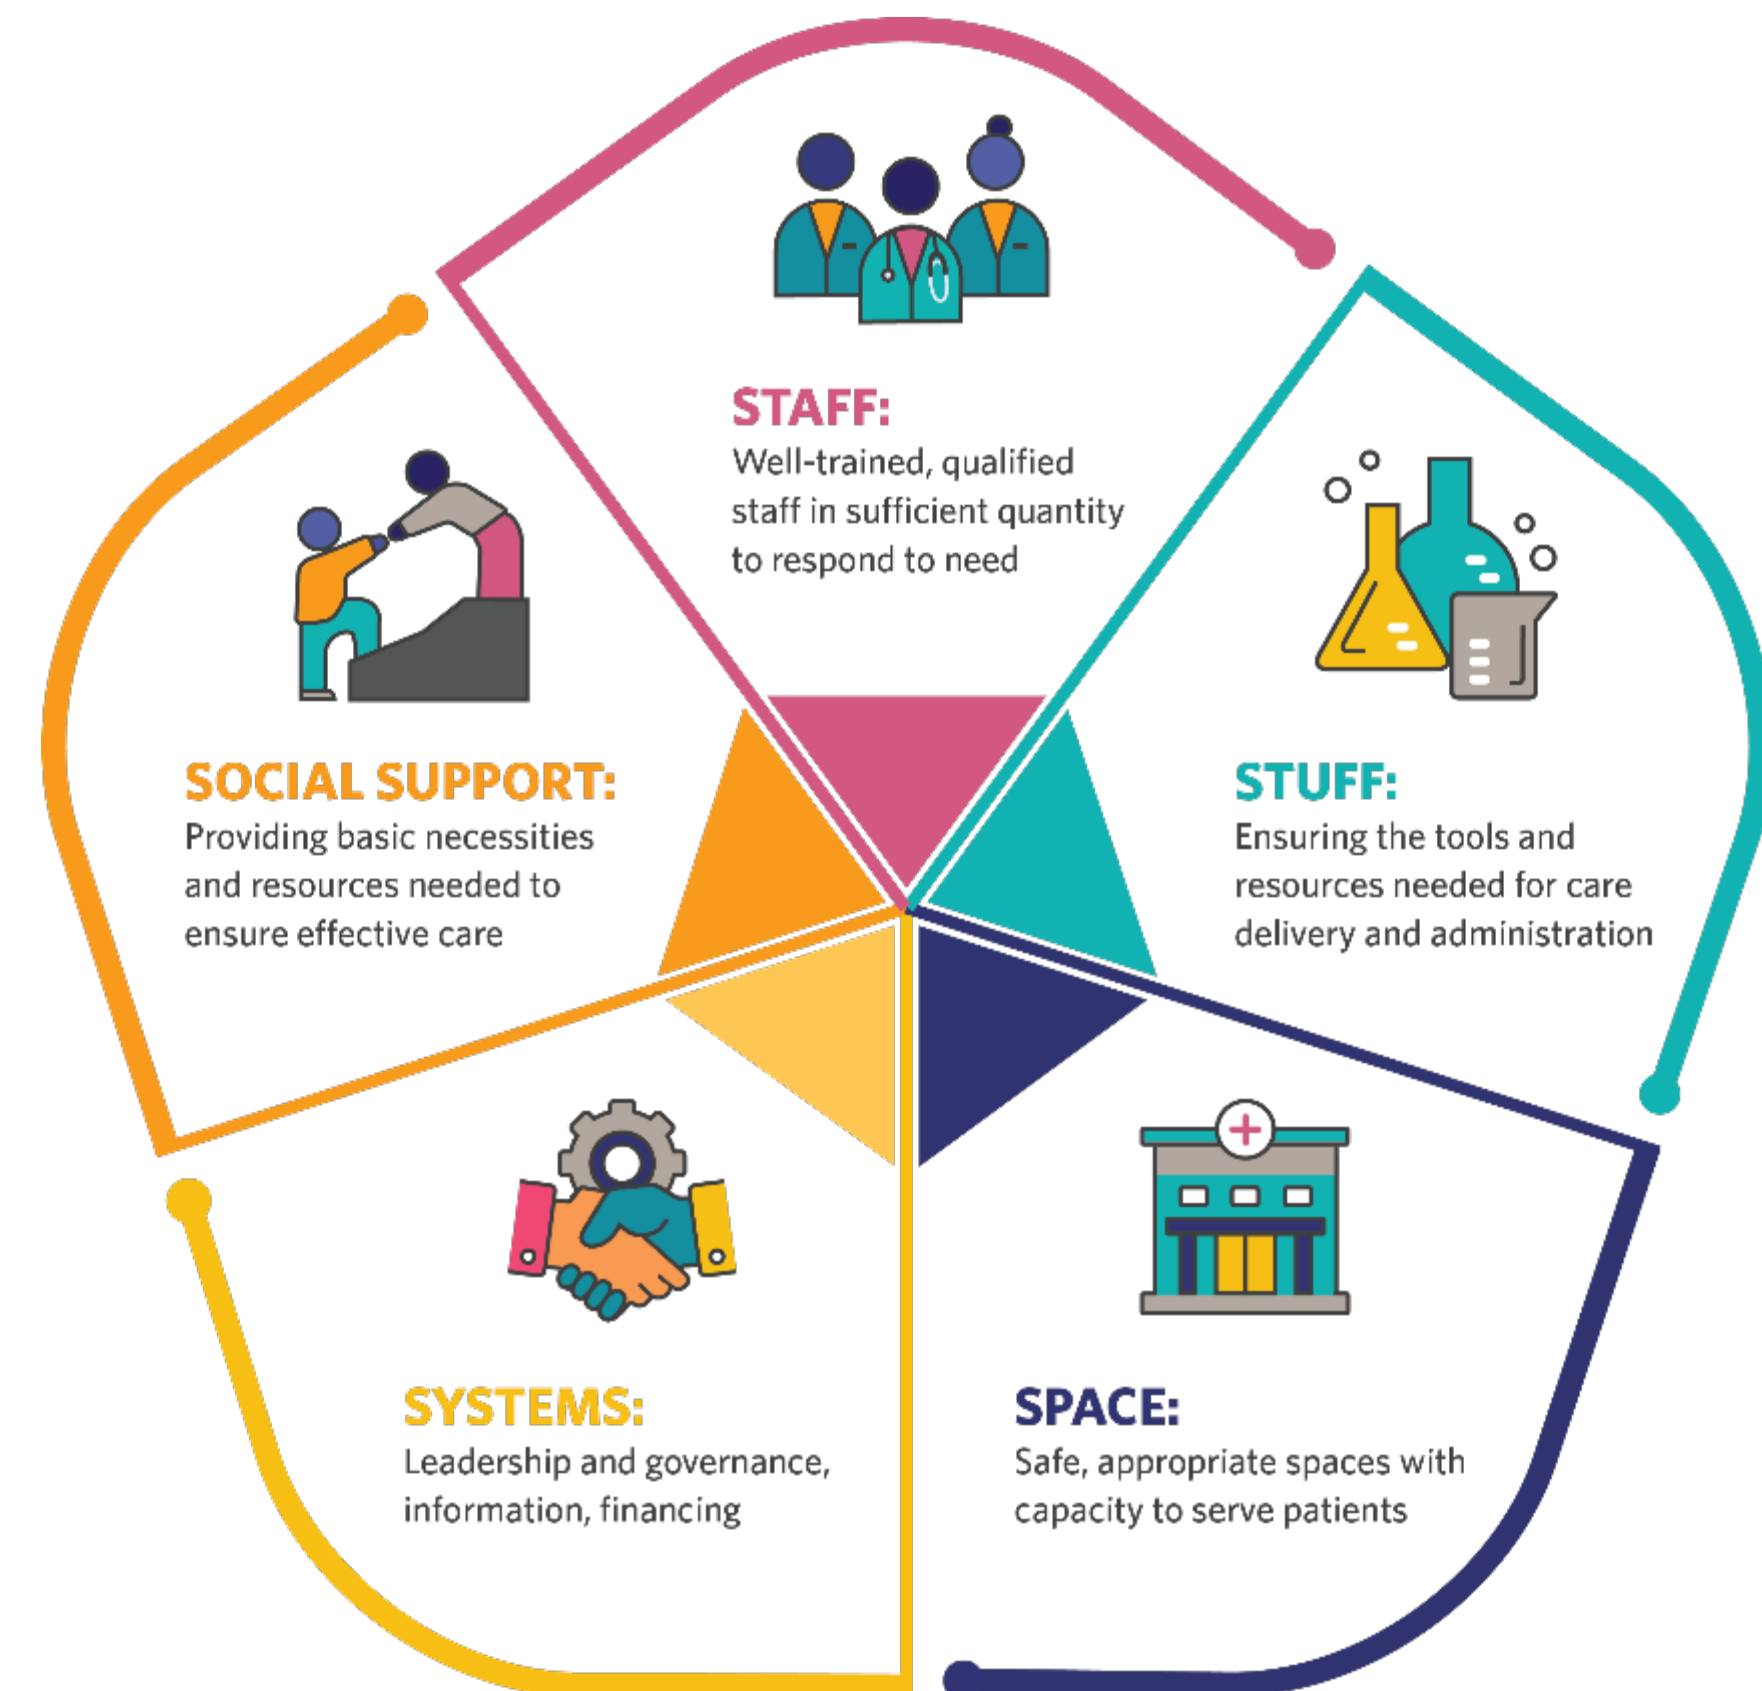 STAFF:
Well-trained, qualified
staff in sufficient quantity
to respond to need
STUFF:
Ensuring the tools and
resources needed for care
delivery and administration
SPACE:
Safe, appropriate spaces with
capacity to serve patients
SYSTEMS:
Leadership and governance,
information, financing
SOCIAL SUPPORT:
Providing basic necessities
and resources needed to
ensure effective care